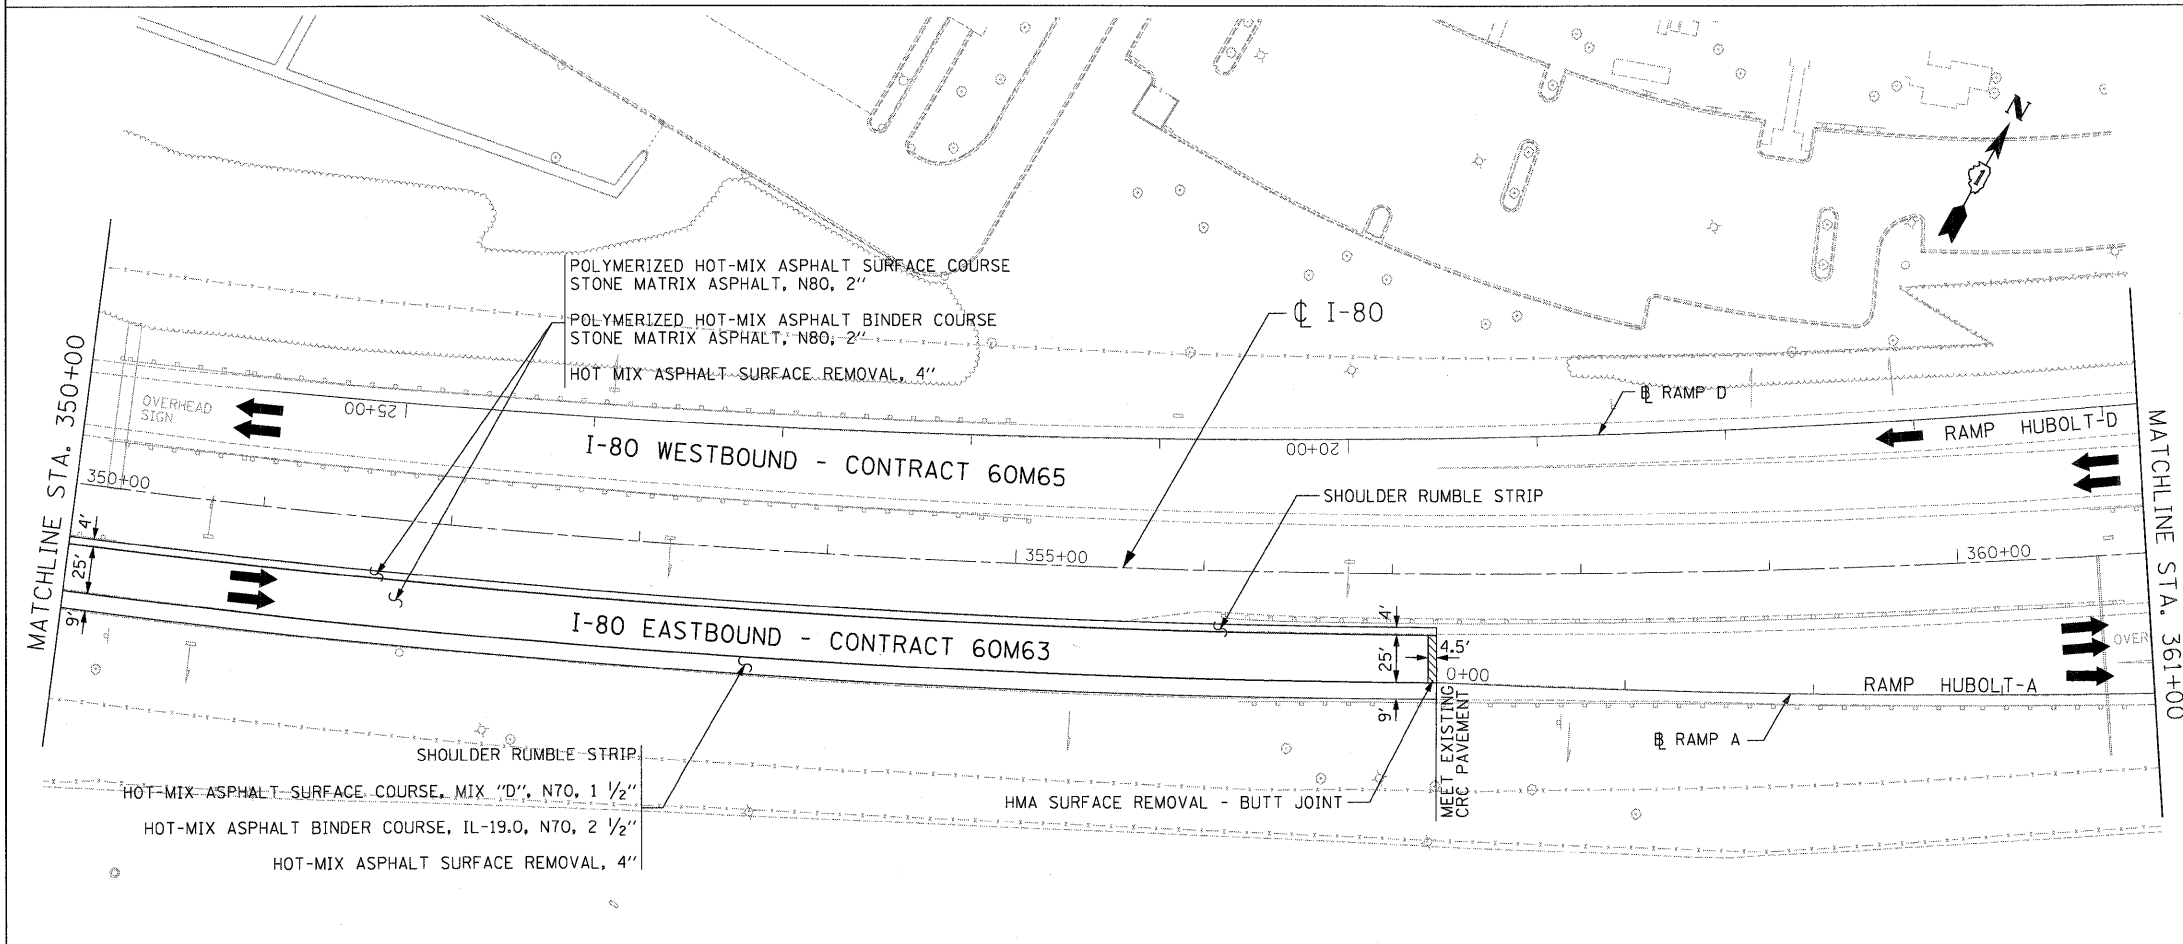 N
1
POLYMERIZED HOT-MIX ASPHALT SURFACE COURSE
STONE MATRIX ASPHALT, N80, 2"
POLYMERIZED HOT-MIX ASPHALT BINDER COURSE
STONE MATRIX ASPHALT, N80, 2"
HOT MIX ASPHALT SURFACE REMOVAL, 4"
℄ I-80
MATCHLINE STA. 350+00
OVERHEAD
SIGN
25+00
I-80 WESTBOUND - CONTRACT 60M65
20+00
B RAMP D
RAMP HUBOLT-D
MATCHLINE STA. 361+00
350+00
SHOULDER RUMBLE STRIP
355+00
360+00
4'
25'
9'
I-80 EASTBOUND - CONTRACT 60M63
4'
25'
9'
4.5'
0+00
OVER
RAMP HUBOLT-A
B RAMP A
MEET EXISTING
CRC PAVEMENT
HMA SURFACE REMOVAL - BUTT JOINT
SHOULDER RUMBLE STRIP
HOT-MIX ASPHALT SURFACE COURSE, MIX "D", N70, 1 1/2"
HOT-MIX ASPHALT BINDER COURSE, IL-19.0, N70, 2 1/2"
HOT-MIX ASPHALT SURFACE REMOVAL, 4"